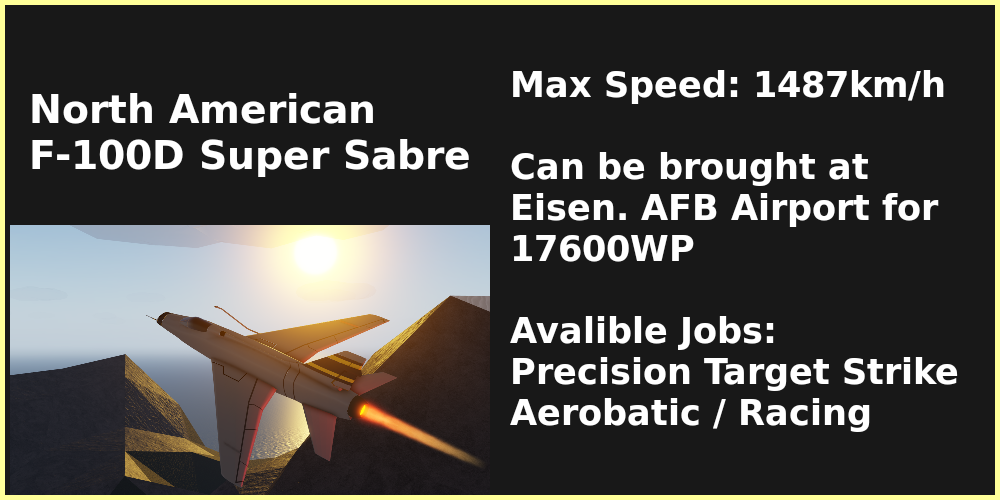 North American
F-100D Super Sabre
Max Speed: 1487km/h
Can be brought at
Eisen. AFB Airport for
17600WP
Avalible Jobs:
Precision Target Strike
Aerobatic / Racing